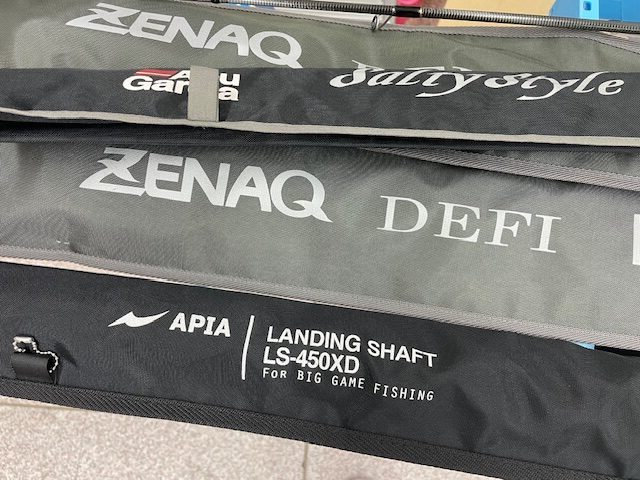 ZENAQ
Abu
Garcia
Salty Style
ZENAQ
DEFI
APIA
LANDING SHAFT
LS-450XD
FOR BIG GAME FISHING